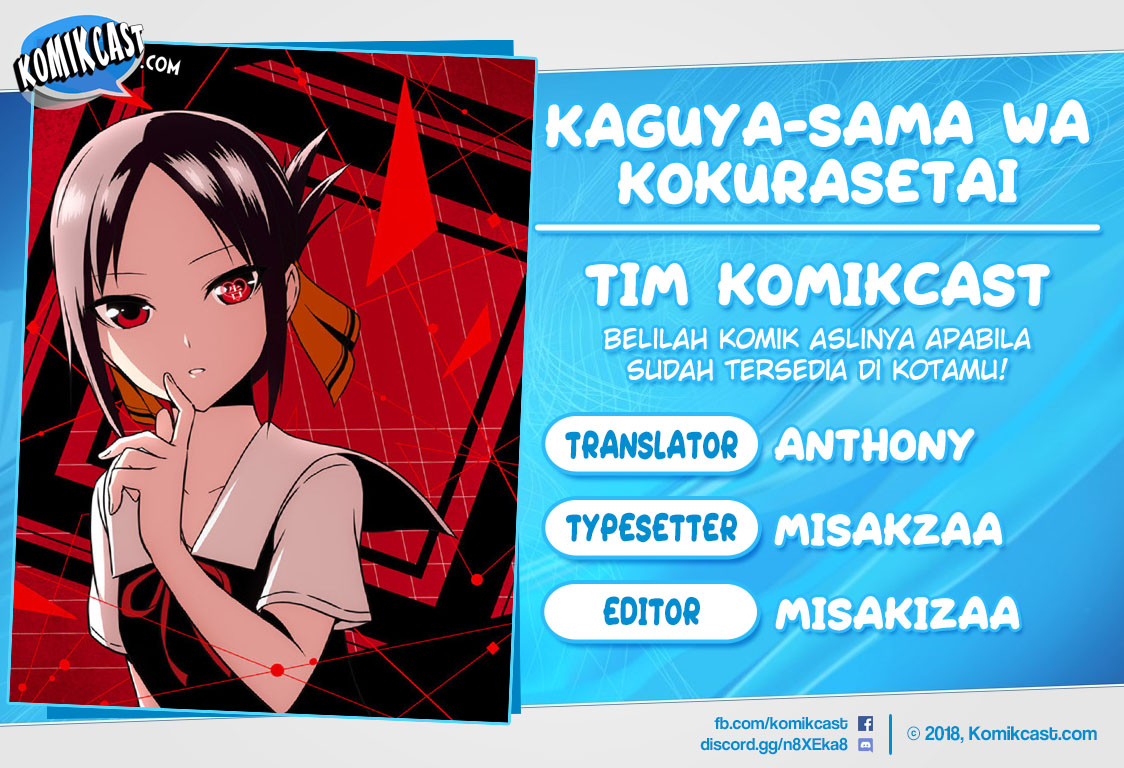 KOMIKCAST
.COM
KAGUYA-SAMA WA
KOKURASETAI
TIM KOMIKCAST
BELILAH KOMIK ASLINYA APABILA
SUDAH TERSEDIA DI KOTAMU!
TRANSLATOR ANTHONY
TYPESETTER MISAKZAA
EDITOR MISAKIZAA
fb.com/komikcast
discord.gg/n8XEka8
© 2018, Komikcast.com